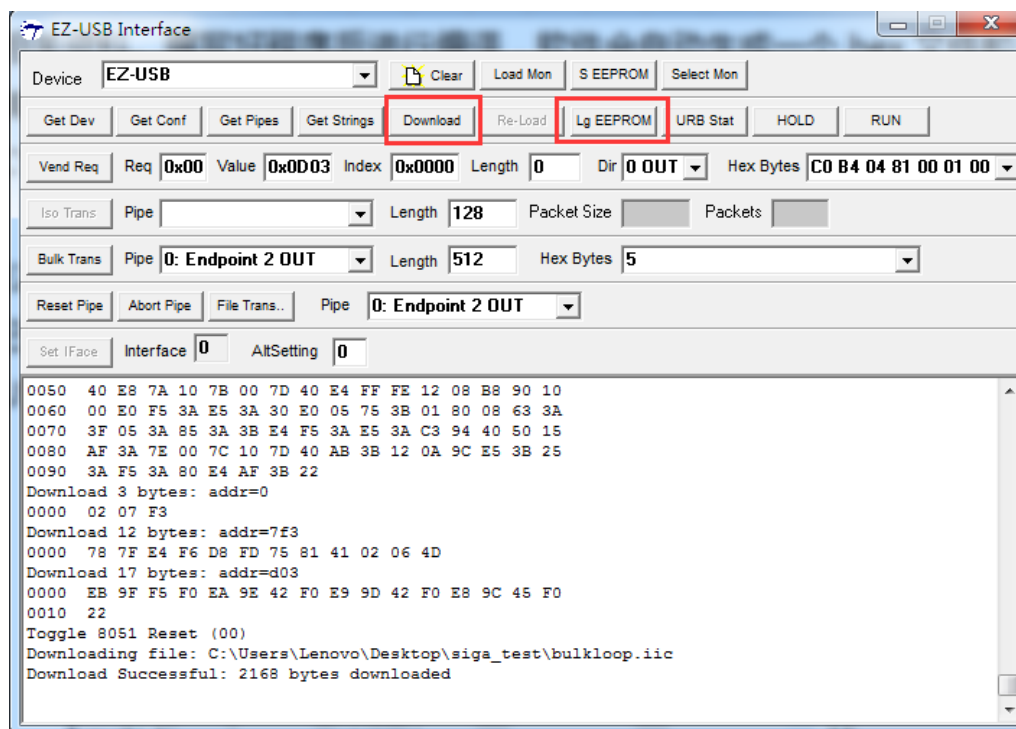 EZ-USB Interface
Device EZ-USB Clear Load Mon S EEPROM Select Mon
Get Dev Get Conf Get Pipes Get Strings Download Re-Load Lg EEPROM URB Stat HOLD RUN
Vend Req Req 0x00 Value 0x0D03 Index 0x0000 Length 0 Dir 0 OUT Hex Bytes C0 B4 04 81 00 01 00
Iso Trans Pipe Length 128 Packet Size Packets
Bulk Trans Pipe 0: Endpoint 2 OUT Length 512 Hex Bytes 5
Reset Pipe Abort Pipe File Trans.. Pipe 0: Endpoint 2 OUT
Set IFace Interface 0 AltSetting 0
0050 40 E8 7A 10 7B 00 7D 40 E4 FF FE 12 08 B8 90 10
0060 00 E0 F5 3A E5 3A 30 E0 05 75 3B 01 80 08 63 3A
0070 3F 05 3A 85 3A 3B E4 F5 3A E5 3A C3 94 40 50 15
0080 AF 3A 7E 00 7C 10 7D 40 AB 3B 12 0A 9C E5 3B 25
0090 3A F5 3A 80 E4 AF 3B 22
Download 3 bytes: addr=0
0000 02 07 F3
Download 12 bytes: addr=7f3
0000 78 7F E4 F6 D8 FD 75 81 41 02 06 4D
Download 17 bytes: addr=d03
0000 EB 9F F5 F0 EA 9E 42 F0 E9 9D 42 F0 E8 9C 45 F0
0010 22
Toggle 8051 Reset (00)
Downloading file: C:\Users\Lenovo\Desktop\siga_test\bulkloop.iic
Download Successful: 2168 bytes downloaded